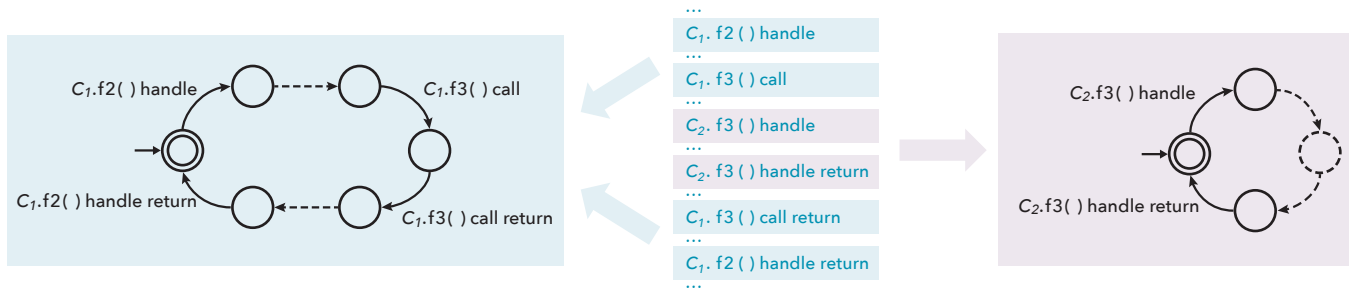 C₁.f2( ) handle
C₁.f3( ) call
C₁.f2( ) handle return
C₁.f3( ) call return
...
C₁. f2 ( ) handle
...
C₁. f3 ( ) call
...
C₂. f3 ( ) handle
...
C₂. f3 ( ) handle return
...
C₁. f3 ( ) call return
...
C₁. f2 ( ) handle return
...
C₂.f3( ) handle
C₂.f3( ) handle return